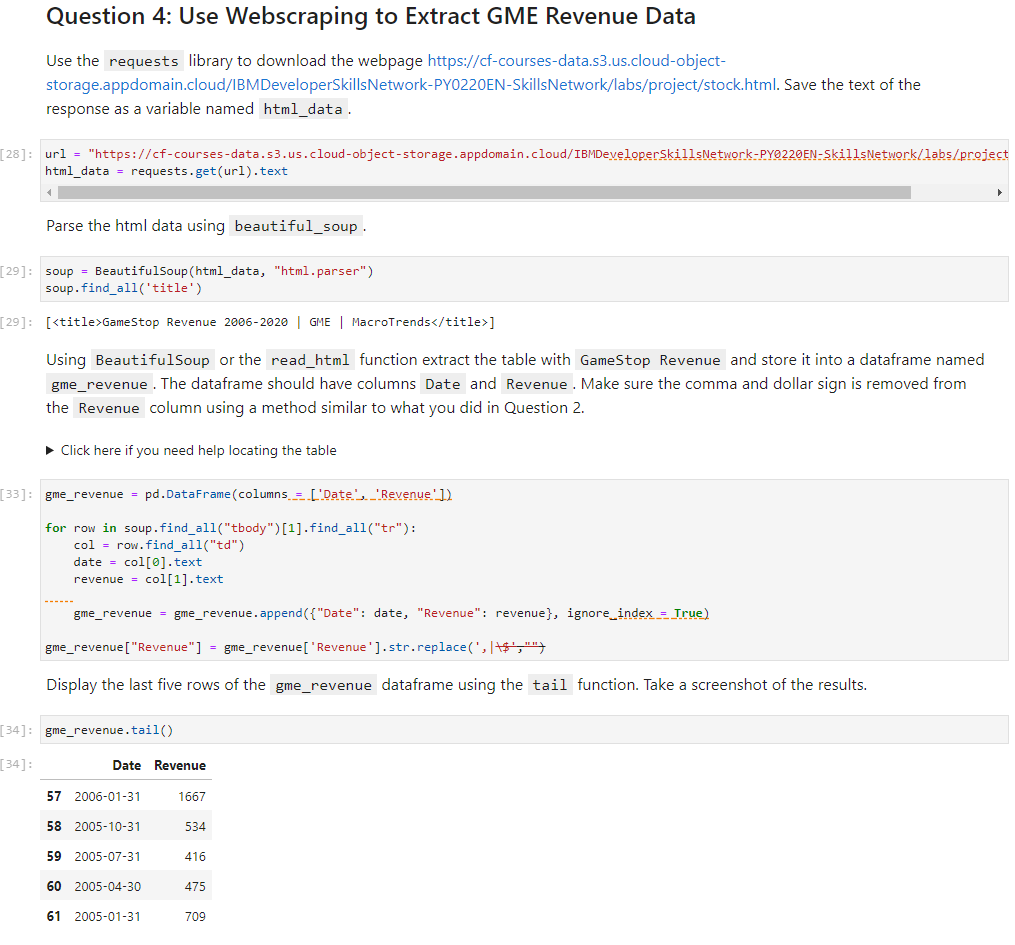 Question 4: Use Webscraping to Extract GME Revenue Data
Use the requests library to download the webpage https://cf-courses-data.s3.us.cloud-object-
storage.appdomain.cloud/IBMDeveloperSkillsNetwork-PY0220EN-SkillsNetwork/labs/project/stock.html. Save the text of the
response as a variable named html_data.
[28]: url = "https://cf-courses-data.s3.us.cloud-object-storage.appdomain.cloud/IBMDeveloperSkillsNetwork-PY0220EN-SkillsNetwork/labs/project
html_data = requests.get(url).text
Parse the html data using beautiful_soup.
[29]: soup = BeautifulSoup(html_data, "html.parser")
soup.find_all('title')
[29]: [<title>GameStop Revenue 2006-2020 | GME | MacroTrends</title>]
Using BeautifulSoup or the read_html function extract the table with GameStop Revenue and store it into a dataframe named
gme_revenue. The dataframe should have columns Date and Revenue. Make sure the comma and dollar sign is removed from
the Revenue column using a method similar to what you did in Question 2.
▶ Click here if you need help locating the table
[33]: gme_revenue = pd.DataFrame(columns = ['Date', 'Revenue'])
for row in soup.find_all("tbody")[1].find_all("tr"):
    col = row.find_all("td")
    date = col[0].text
    revenue = col[1].text
    gme_revenue = gme_revenue.append({"Date": date, "Revenue": revenue}, ignore_index = True)
gme_revenue["Revenue"] = gme_revenue['Revenue'].str.replace(',|\$',"")
Display the last five rows of the gme_revenue dataframe using the tail function. Take a screenshot of the results.
[34]: gme_revenue.tail()
[34]: Date Revenue
57 2006-01-31 1667
58 2005-10-31 534
59 2005-07-31 416
60 2005-04-30 475
61 2005-01-31 709